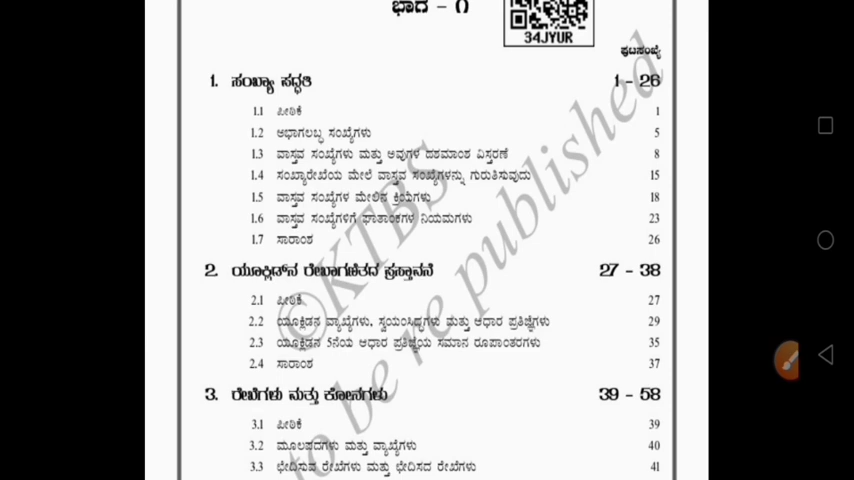 ಭಾಗ - ೧
34JYUR
ಪುಟಸಂಖ್ಯೆ
1. ಸಂಖ್ಯಾ ಪದ್ಧತಿ 1 - 26
1.1 ಪೀಠಿಕೆ 1
1.2 ಅಭಾಗಲಬ್ಧ ಸಂಖ್ಯೆಗಳು 5
1.3 ವಾಸ್ತವ ಸಂಖ್ಯೆಗಳು ಮತ್ತು ಅವುಗಳ ದಶಮಾಂಶ ವಿಸ್ತರಣೆ 8
1.4 ಸಂಖ್ಯಾರೇಖೆಯ ಮೇಲೆ ವಾಸ್ತವ ಸಂಖ್ಯೆಗಳನ್ನು ಗುರುತಿಸುವುದು 15
1.5 ವಾಸ್ತವ ಸಂಖ್ಯೆಗಳ ಮೇಲಿನ ಕ್ರಿಯೆಗಳು 18
1.6 ವಾಸ್ತವ ಸಂಖ್ಯೆಗಳಿಗೆ ಘಾತಾಂಕಗಳ ನಿಯಮಗಳು 23
1.7 ಸಾರಾಂಶ 26
2. ಯೂಕ್ಲಿಡ್‌ನ ರೇಖಾಗಣಿತದ ಪ್ರಸ್ತಾವನೆ 27 - 38
2.1 ಪೀಠಿಕೆ 27
2.2 ಯೂಕ್ಲಿಡನ ವ್ಯಾಖ್ಯೆಗಳು, ಸ್ವಯಂಸಿದ್ಧಗಳು ಮತ್ತು ಆಧಾರ ಪ್ರತಿಜ್ಞೆಗಳು 29
2.3 ಯೂಕ್ಲಿಡನ 5ನೆಯ ಆಧಾರ ಪ್ರತಿಜ್ಞೆಯ ಸಮಾನ ರೂಪಾಂತರಗಳು 35
2.4 ಸಾರಾಂಶ 37
3. ರೇಖೆಗಳು ಮತ್ತು ಕೋನಗಳು 39 - 58
3.1 ಪೀಠಿಕೆ 39
3.2 ಮೂಲಪದಗಳು ಮತ್ತು ವ್ಯಾಖ್ಯೆಗಳು 40
3.3 ಛೇದಿಸುವ ರೇಖೆಗಳು ಮತ್ತು ಛೇದಿಸದ ರೇಖೆಗಳು 41
©KTBS
to be re published